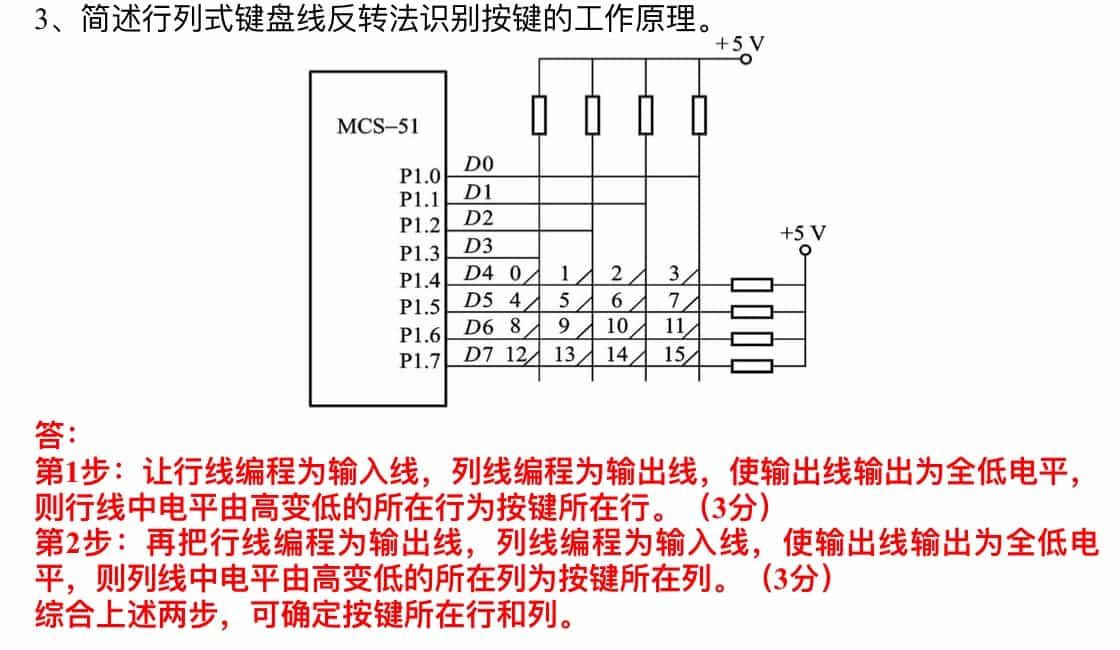 3、简述行列式键盘线反转法识别按键的工作原理。
+5 V
MCS–51
P1.0 D0
P1.1 D1
P1.2 D2
P1.3 D3
+5 V
P1.4 D4 0 1 2 3
P1.5 D5 4 5 6 7
P1.6 D6 8 9 10 11
P1.7 D7 12 13 14 15
答：
第1步：让行线编程为输入线，列线编程为输出线，使输出线输出为全低电平，
则行线中电平由高变低的所在行为按键所在行。（3分）
第2步：再把行线编程为输出线，列线编程为输入线，使输出线输出为全低电
平，则列线中电平由高变低的所在列为按键所在列。（3分）
综合上述两步，可确定按键所在行和列。